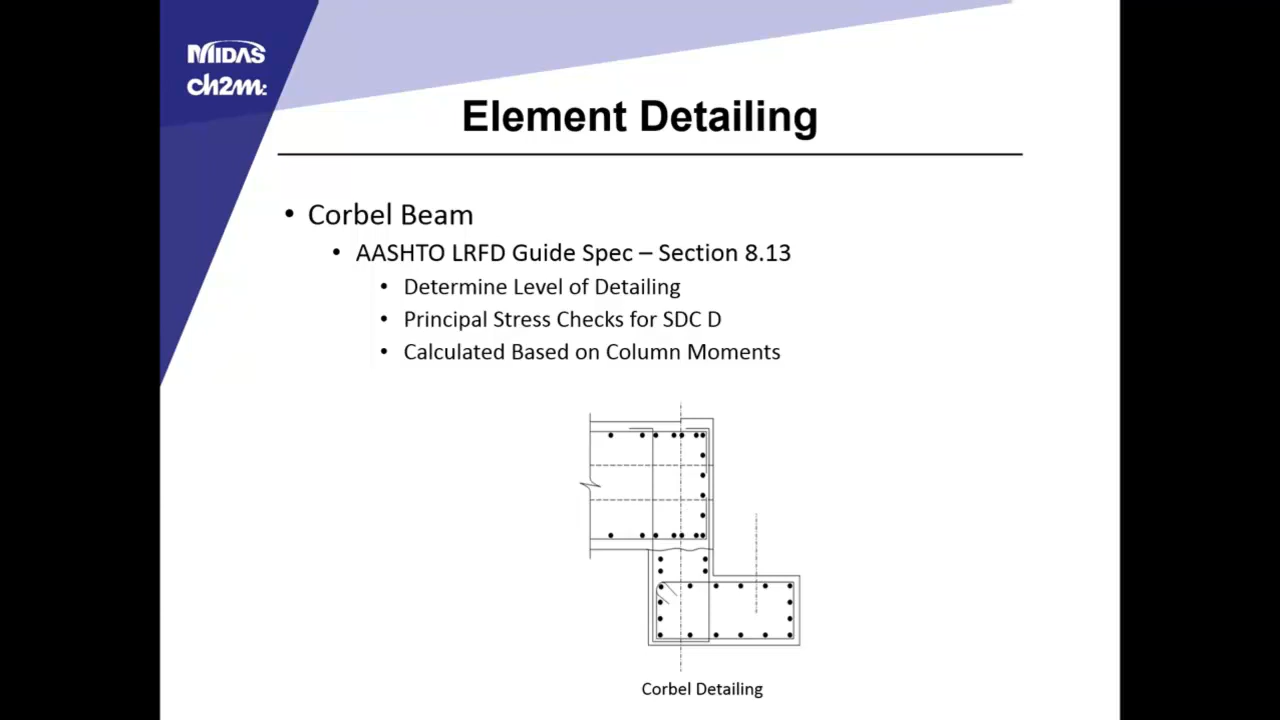 MIDAS
ch2m:
Element Detailing
• Corbel Beam
• AASHTO LRFD Guide Spec – Section 8.13
• Determine Level of Detailing
• Principal Stress Checks for SDC D
• Calculated Based on Column Moments
Corbel Detailing